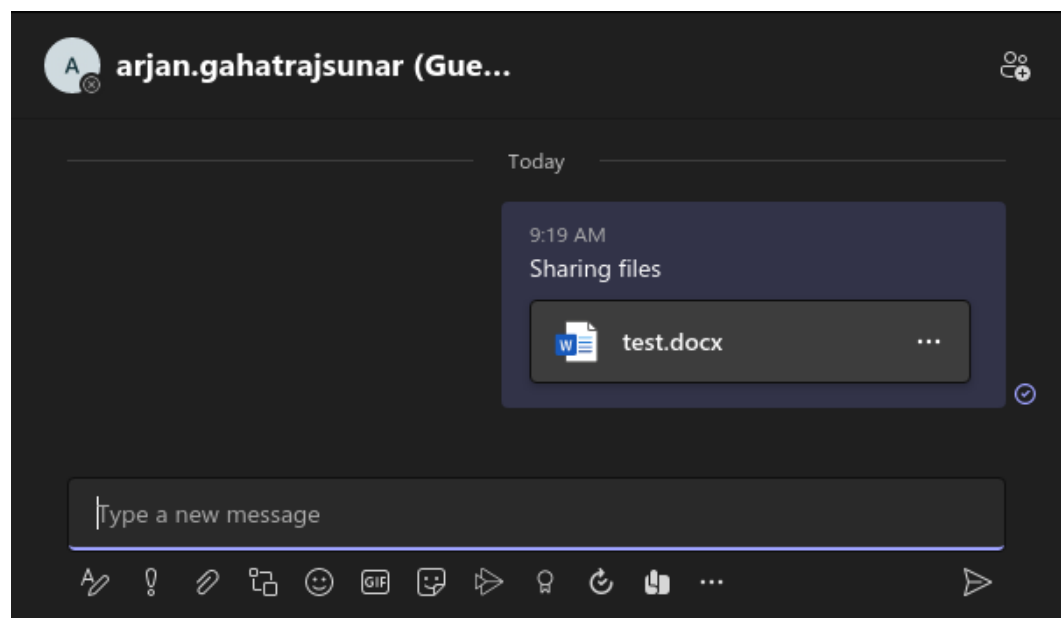 A
arjan.gahatrajsunar (Gue...
Today
9:19 AM
Sharing files
W
test.docx
Type a new message
GIF